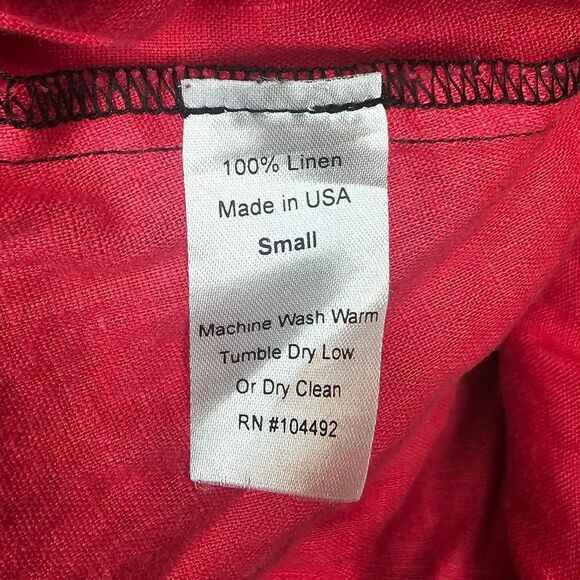 100% Linen
Made in USA
Small
Machine Wash Warm
Tumble Dry Low
Or Dry Clean
RN #104492